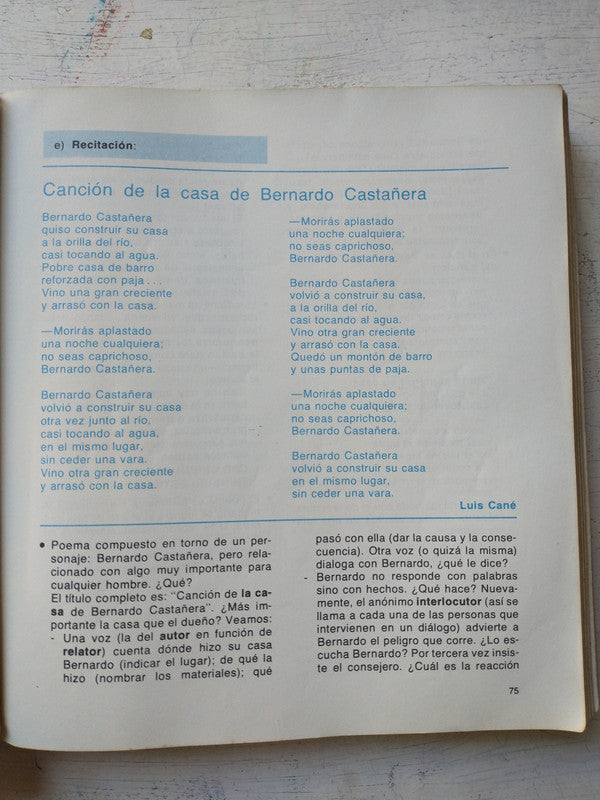 e) Recitación:
Canción de la casa de Bernardo Castañera
Bernardo Castañera
quiso construir su casa
a la orilla del río,
casi tocando al agua.
Pobre casa de barro
reforzada con paja...
Vino una gran creciente
y arrasó con la casa.
—Morirás aplastado
una noche cualquiera;
no seas caprichoso,
Bernardo Castañera.
Bernardo Castañera
volvió a construir su casa
otra vez junto al río,
casi tocando al agua,
en el mismo lugar,
sin ceder una vara.
Vino otra gran creciente
y arrasó con la casa.
—Morirás aplastado
una noche cualquiera;
no seas caprichoso,
Bernardo Castañera.
Bernardo Castañera
volvió a construir su casa,
a la orilla del río,
casi tocando al agua.
Vino otra gran creciente
y arrasó con la casa.
Quedó un montón de barro
y unas puntas de paja.
—Morirás aplastado
una noche cualquiera;
no seas caprichoso,
Bernardo Castañera.
Bernardo Castañera
volvió a construir su casa
en el mismo lugar,
sin ceder una vara.
Luis Cané
• Poema compuesto en torno de un per-
sonaje: Bernardo Castañera, pero rela-
cionado con algo muy importante para
cualquier hombre. ¿Qué?
El título completo es: "Canción de la ca-
sa de Bernardo Castañera". ¿Más im-
portante la casa que el dueño? Veamos:
- Una voz (la del autor en función de
relator) cuenta dónde hizo su casa
Bernardo (indicar el lugar); de qué la
hizo (nombrar los materiales); qué
pasó con ella (dar la causa y la conse-
cuencia). Otra voz (o quizá la misma)
dialoga con Bernardo, ¿qué le dice?
- Bernardo no responde con palabras
sino con hechos. ¿Qué hace? Nueva-
mente, el anónimo interlocutor (así se
llama a cada una de las personas que
intervienen en un diálogo) advierte a
Bernardo el peligro que corre. ¿Lo es-
cucha Bernardo? Por tercera vez insis-
te el consejero. ¿Cuál es la reacción
75